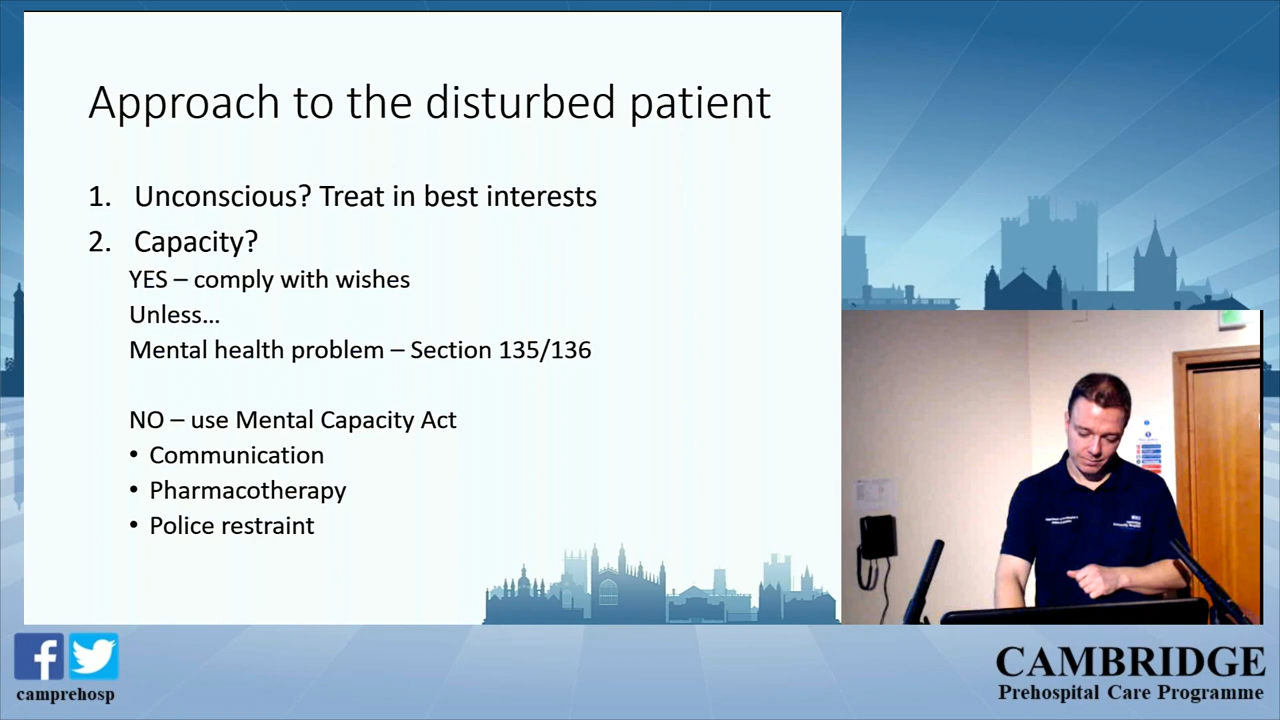 Approach to the disturbed patient
1. Unconscious? Treat in best interests
2. Capacity?
YES – comply with wishes
Unless…
Mental health problem – Section 135/136
NO – use Mental Capacity Act
• Communication
• Pharmacotherapy
• Police restraint
camprehosp
CAMBRIDGE
Prehospital Care Programme